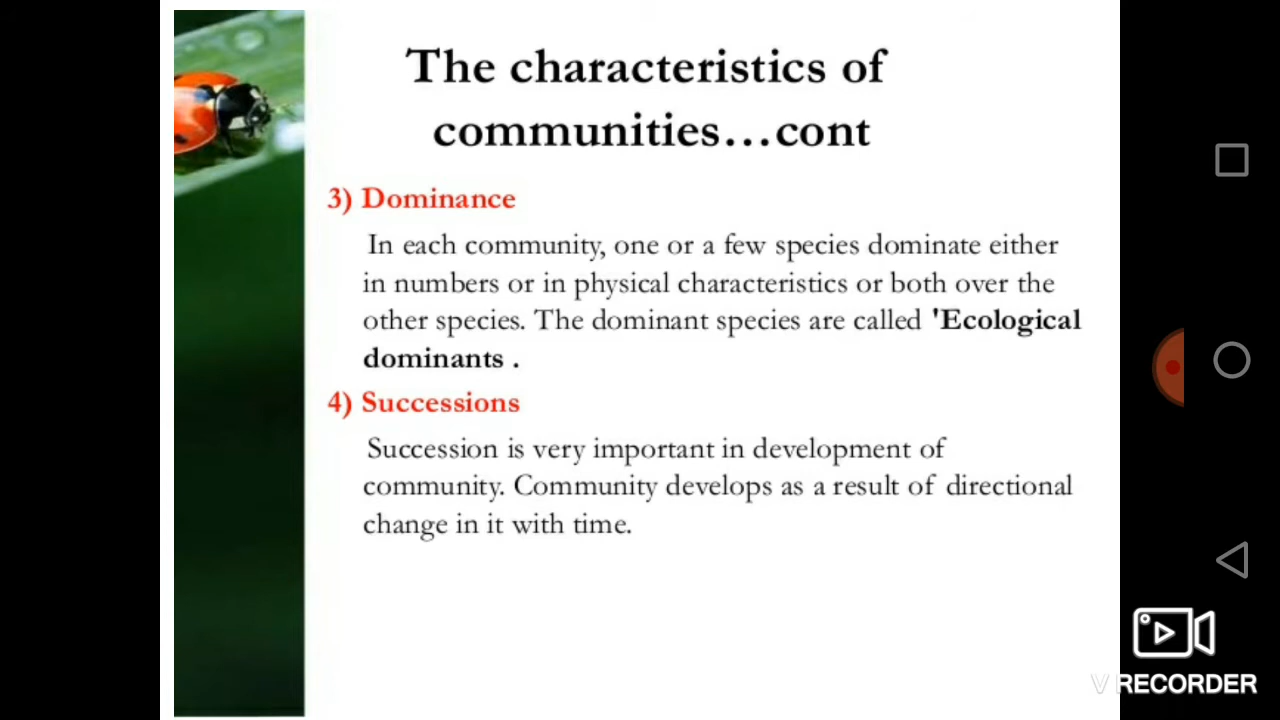 The characteristics of
communities...cont
3) Dominance
In each community, one or a few species dominate either
in numbers or in physical characteristics or both over the
other species. The dominant species are called 'Ecological
dominants .
4) Successions
Succession is very important in development of
community. Community develops as a result of directional
change in it with time.
V RECORDER